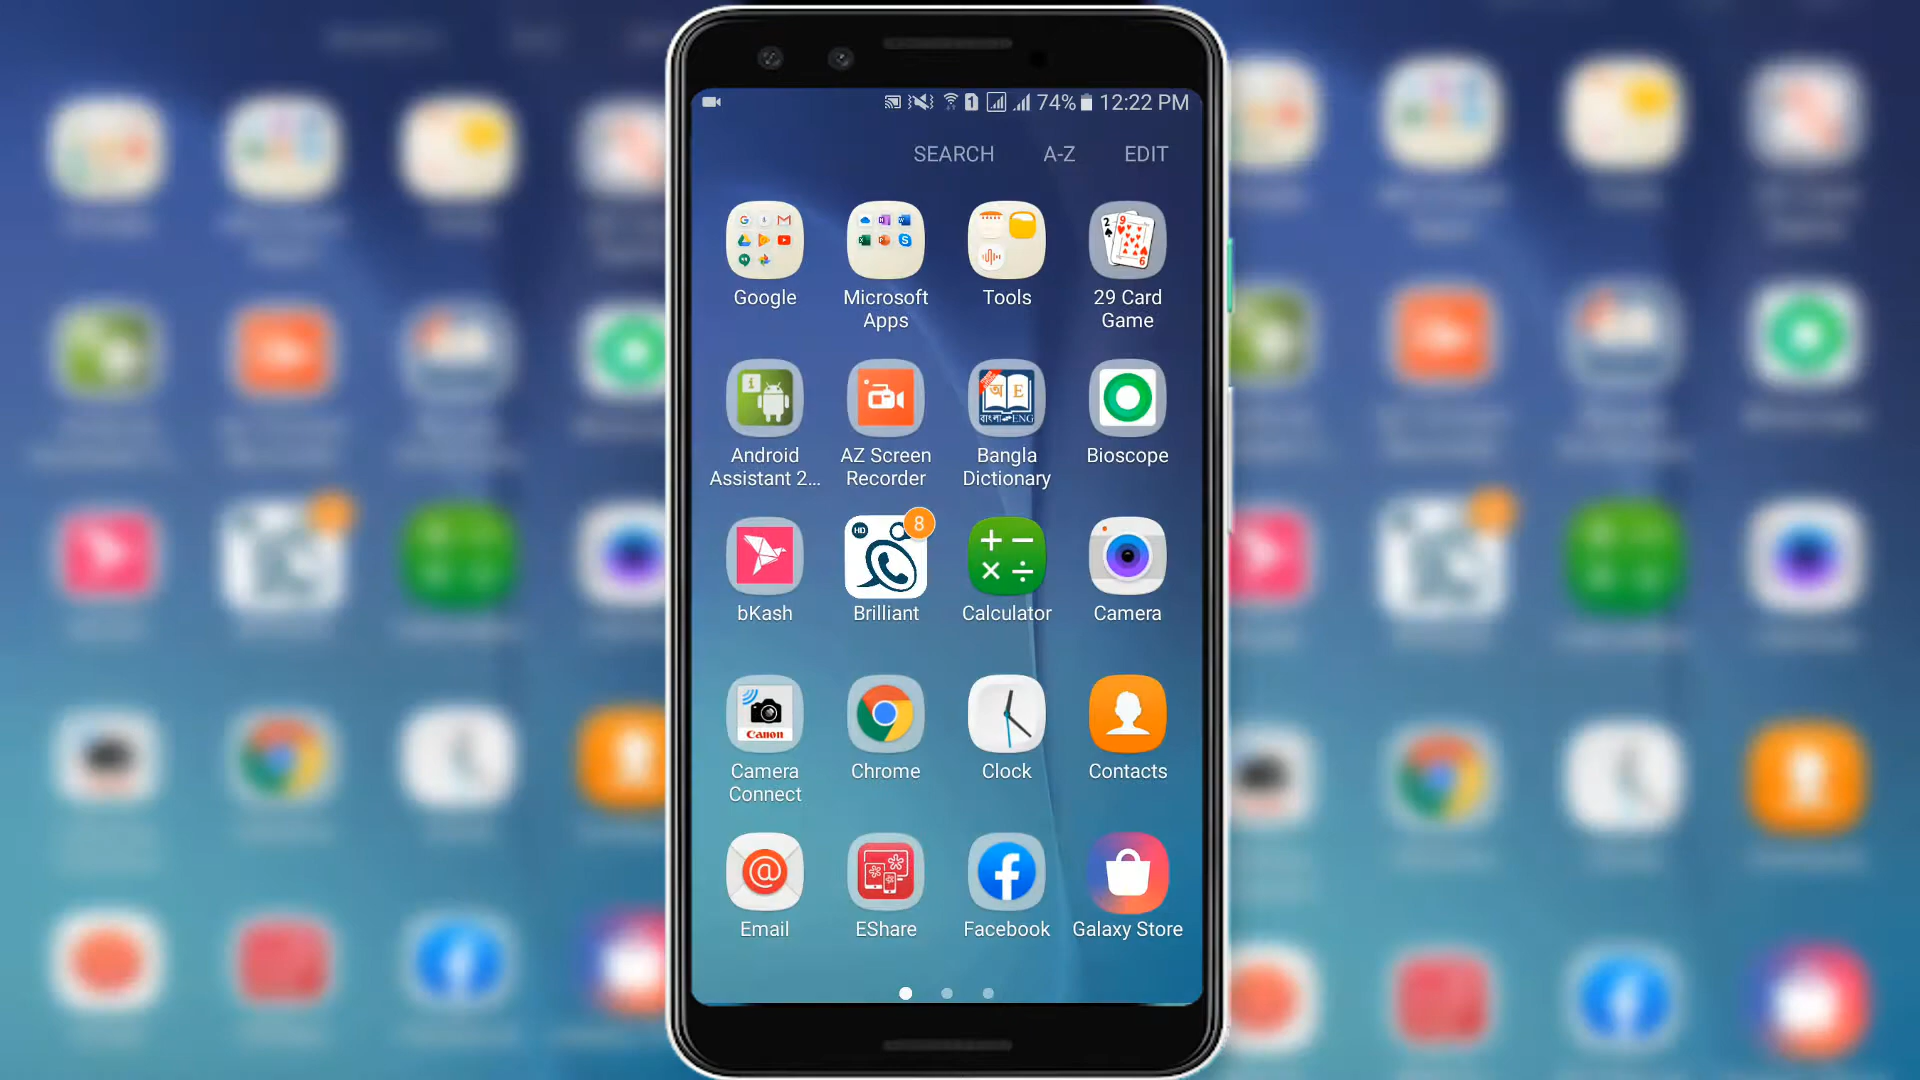 74% 12:22 PM
SEARCH A-Z EDIT
Google Microsoft Apps Tools 29 Card Game
Android Assistant 2... AZ Screen Recorder Bangla Dictionary Bioscope
অ E
বাংলা ENG
HD 8
bKash Brilliant Calculator Camera
Canon
Camera Connect Chrome Clock Contacts
Email EShare Facebook Galaxy Store